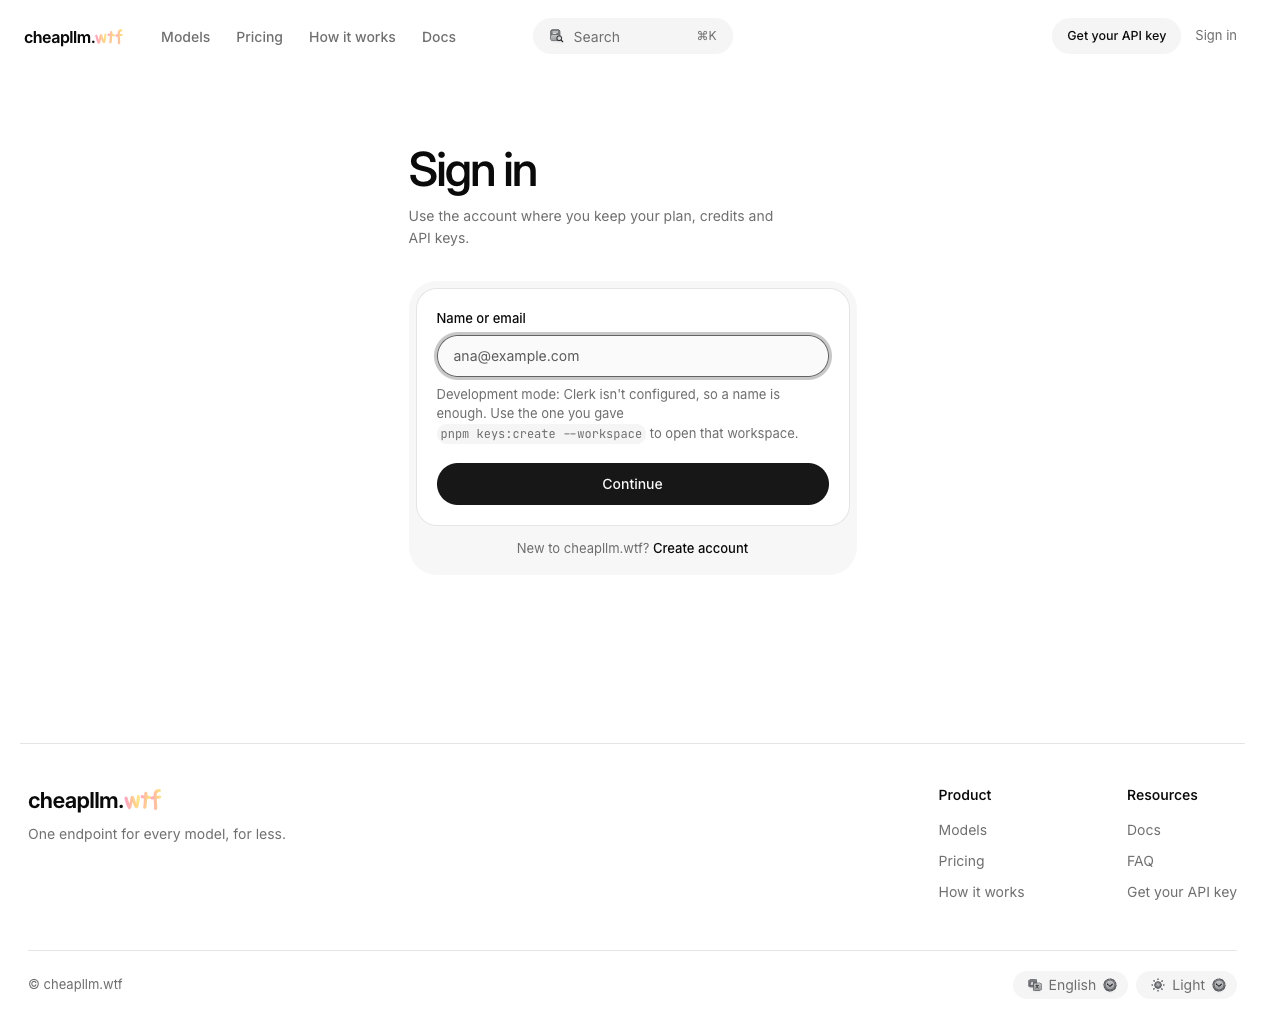 cheapllm.wtf
Models
Pricing
How it works
Docs
Search
⌘K
Get your API key
Sign in
Sign in
Use the account where you keep your plan, credits and
API keys.
Name or email
ana@example.com
Development mode: Clerk isn't configured, so a name is
enough. Use the one you gave
pnpm keys:create --workspace to open that workspace.
Continue
New to cheapllm.wtf? Create account
cheapllm.wtf
One endpoint for every model, for less.
Product
Models
Pricing
How it works
Resources
Docs
FAQ
Get your API key
© cheapllm.wtf
English
Light